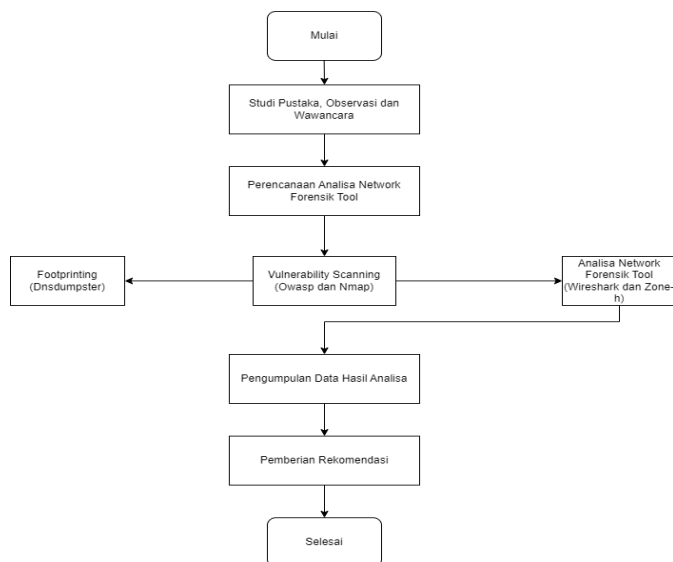 Mulai
Studi Pustaka, Observasi dan
Wawancara
Perencanaan Analisa Network
Forensik Tool
Footprinting
(Dnsdumpster)
Vulnerability Scanning
(Owasp dan Nmap)
Analisa Network
Forensik Tool
(Wireshark dan Zone-
h)
Pengumpulan Data Hasil Analisa
Pemberian Rekomendasi
Selesai